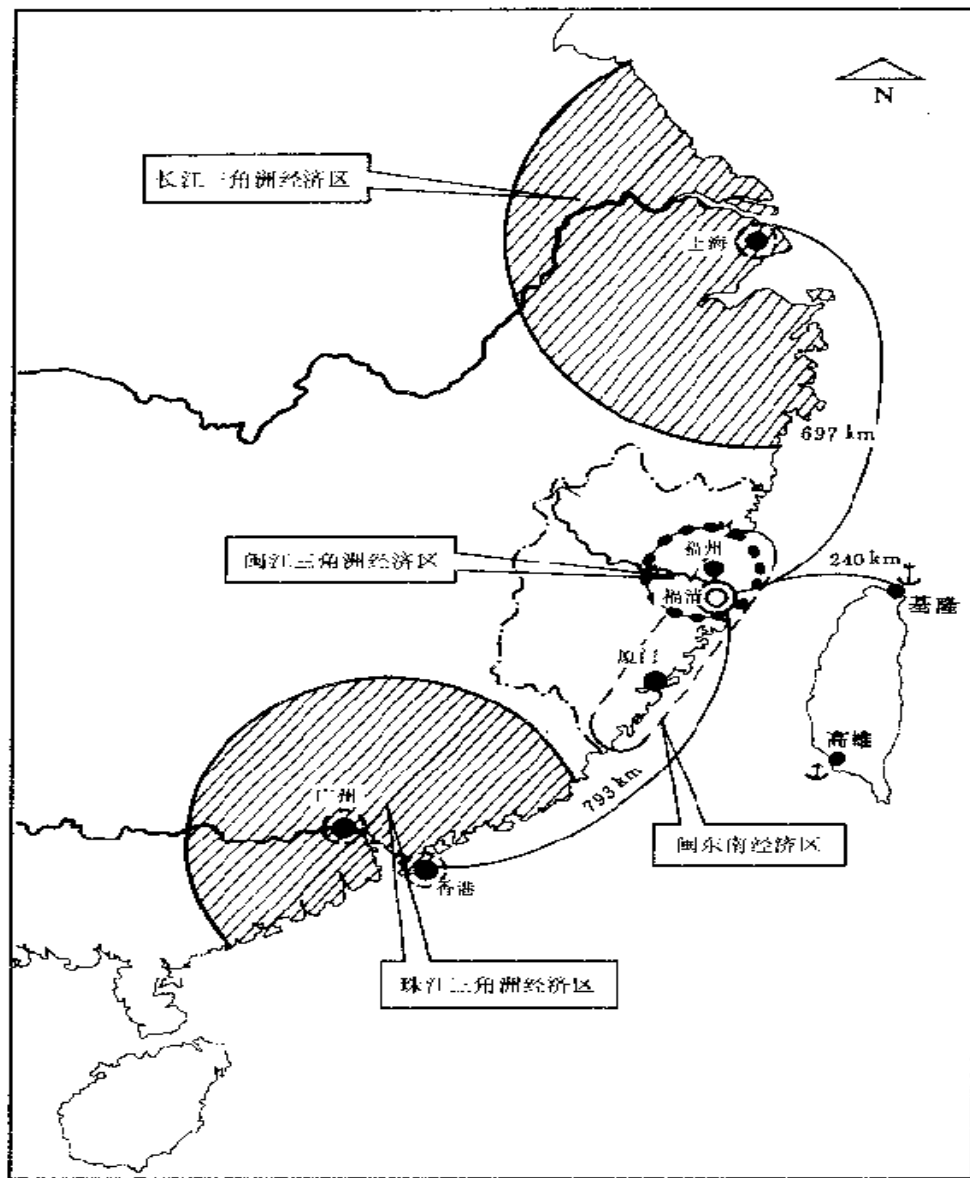 N
长江三角洲经济区
上海
697 km
福州
闽江三角洲经济区
240 km
福清
基隆
厦门
高雄
793 km
广州
闽东南经济区
香港
珠江三角洲经济区